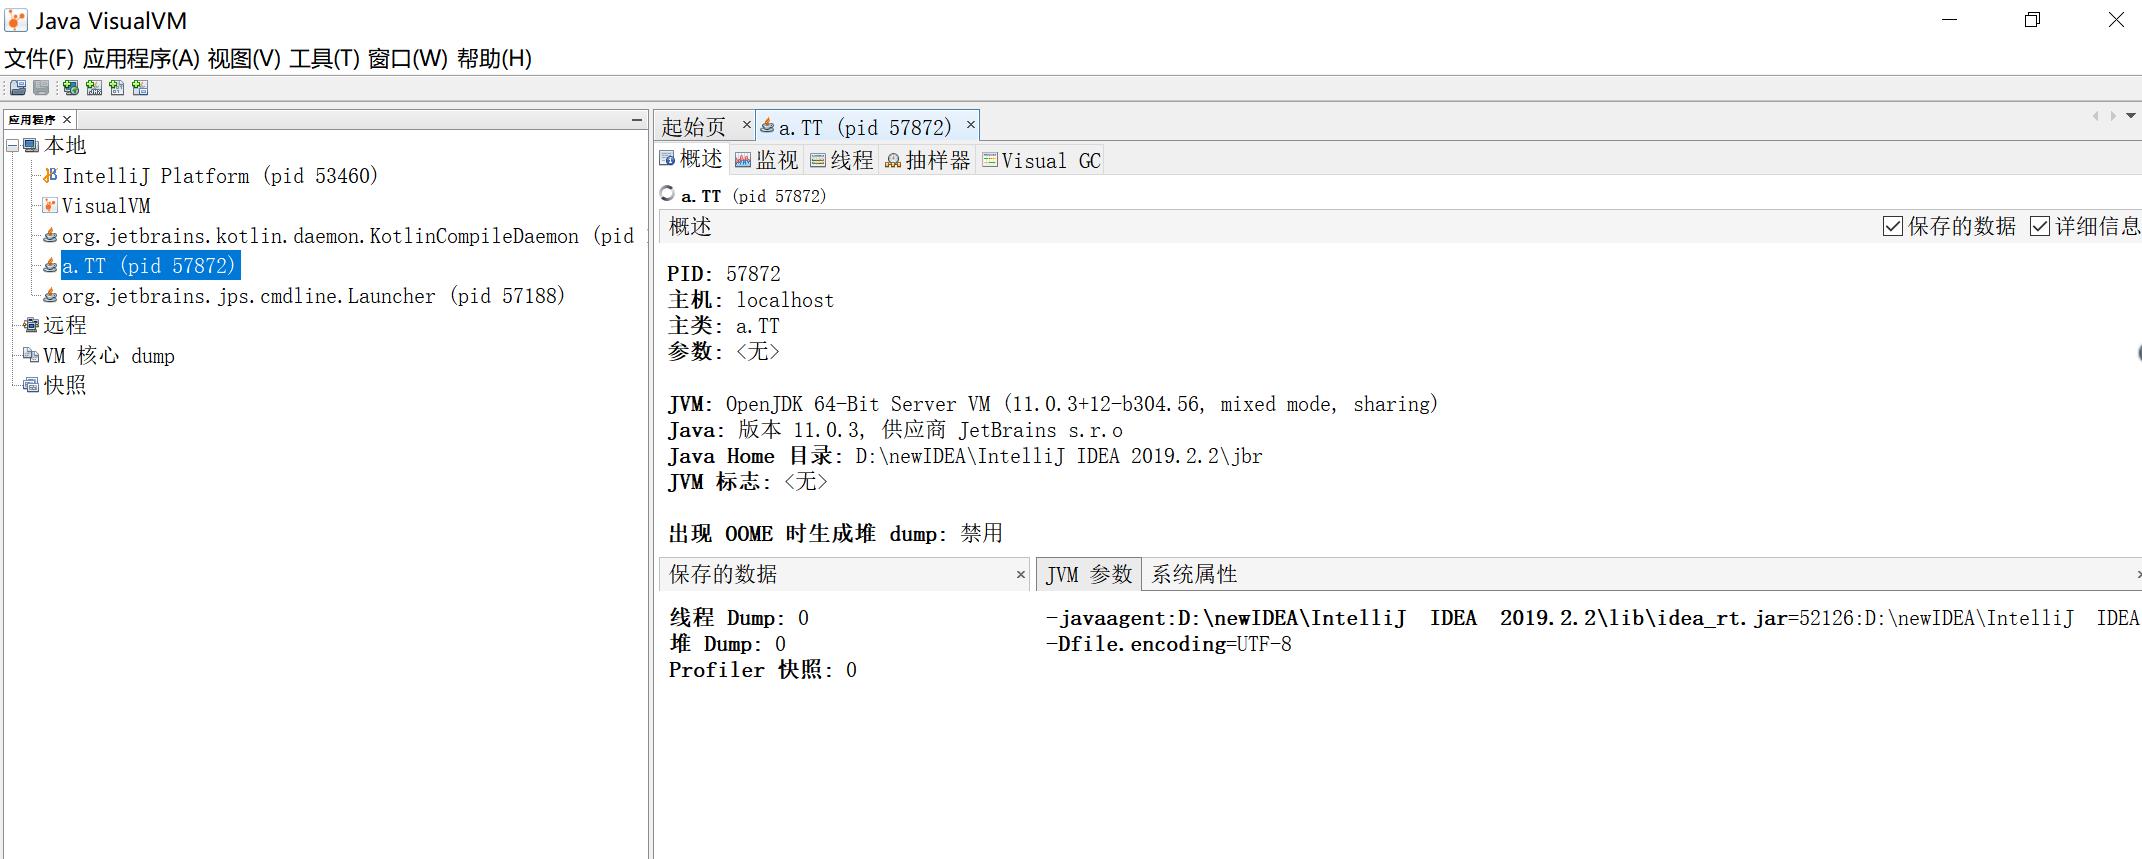 Java VisualVM
文件(F) 应用程序(A) 视图(V) 工具(T) 窗口(W) 帮助(H)
应用程序
本地
IntelliJ Platform (pid 53460)
VisualVM
org.jetbrains.kotlin.daemon.KotlinCompileDaemon (pid
a.TT (pid 57872)
org.jetbrains.jps.cmdline.Launcher (pid 57188)
远程
VM 核心 dump
快照
起始页 a.TT (pid 57872)
概述 监视 线程 抽样器 Visual GC
a.TT (pid 57872)
概述 保存的数据 详细信息
PID: 57872
主机: localhost
主类: a.TT
参数: <无>
JVM: OpenJDK 64-Bit Server VM (11.0.3+12-b304.56, mixed mode, sharing)
Java: 版本 11.0.3, 供应商 JetBrains s.r.o
Java Home 目录: D:\newIDEA\IntelliJ IDEA 2019.2.2\jbr
JVM 标志: <无>
出现 OOME 时生成堆 dump: 禁用
保存的数据
线程 Dump: 0
堆 Dump: 0
Profiler 快照: 0
JVM 参数 系统属性
-javaagent:D:\newIDEA\IntelliJ IDEA 2019.2.2\lib\idea_rt.jar=52126:D:\newIDEA\IntelliJ IDEA
-Dfile.encoding=UTF-8